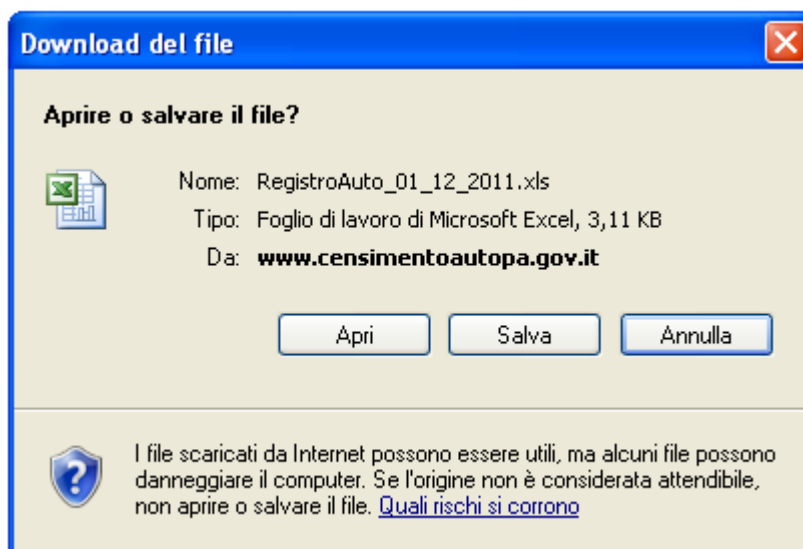 Download del file
Aprire o salvare il file?
Nome: RegistroAuto_01_12_2011.xls
Tipo: Foglio di lavoro di Microsoft Excel, 3,11 KB
Da: www.censimentoautopa.gov.it
Apri Salva Annulla
I file scaricati da Internet possono essere utili, ma alcuni file possono
danneggiare il computer. Se l'origine non è considerata attendibile,
non aprire o salvare il file. Quali rischi si corrono